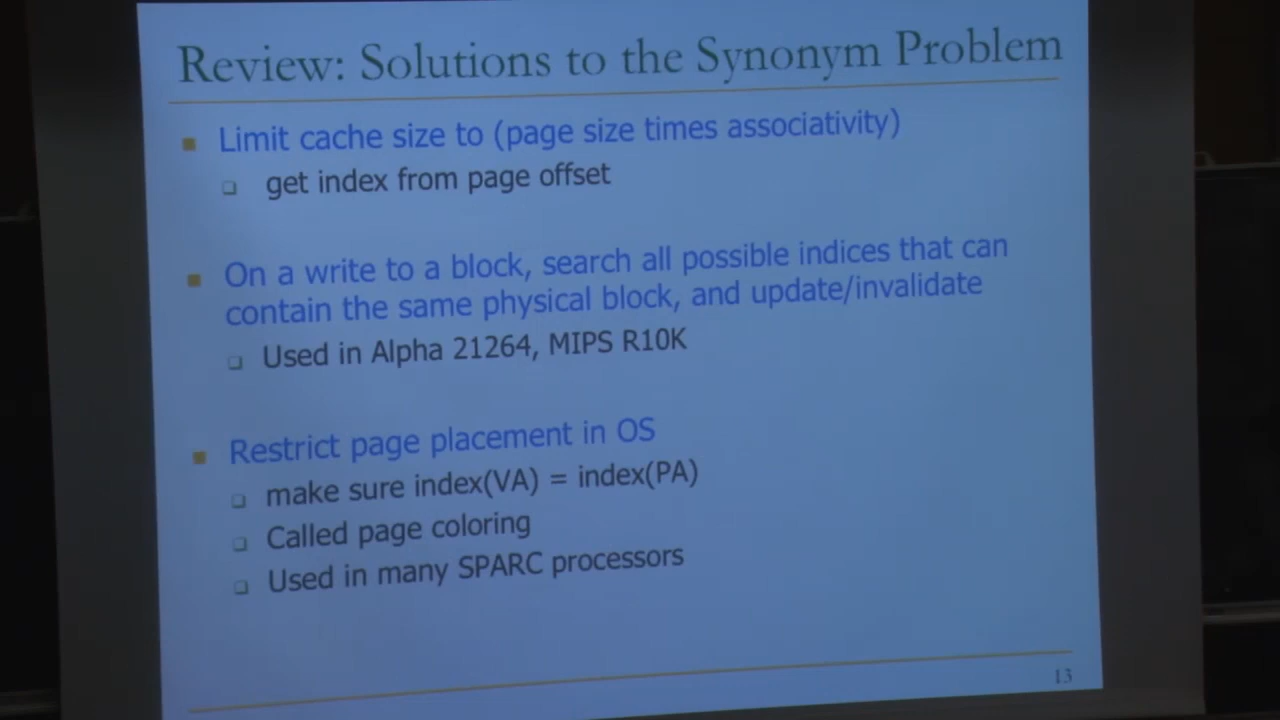 Review: Solutions to the Synonym Problem
Limit cache size to (page size times associativity)
get index from page offset
On a write to a block, search all possible indices that can
contain the same physical block, and update/invalidate
Used in Alpha 21264, MIPS R10K
Restrict page placement in OS
make sure index(VA) = index(PA)
Called page coloring
Used in many SPARC processors
13